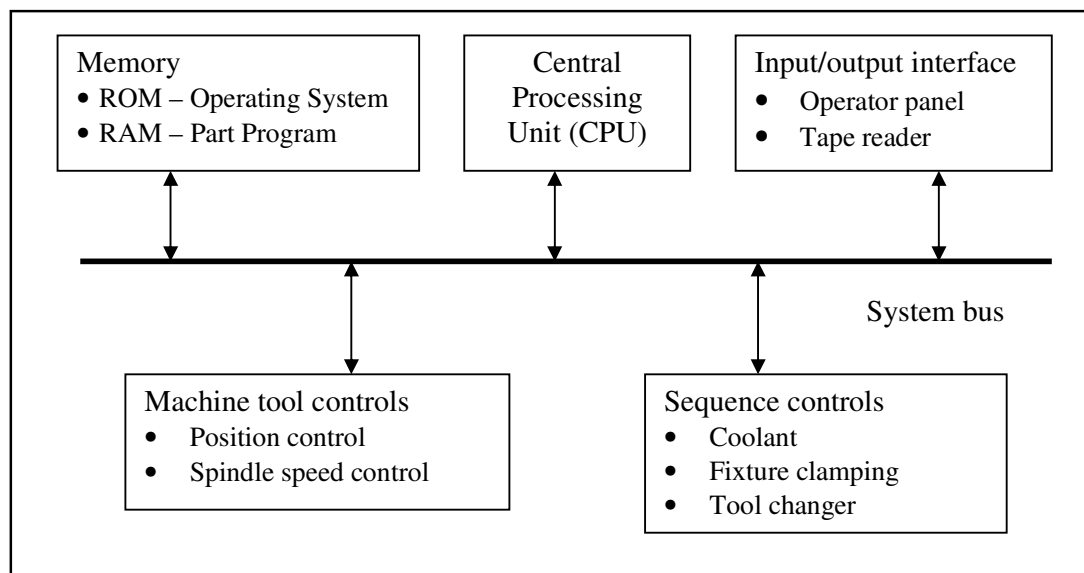 Memory
• ROM – Operating System
• RAM – Part Program
Central
Processing
Unit (CPU)
Input/output interface
• Operator panel
• Tape reader
System bus
Machine tool controls
• Position control
• Spindle speed control
Sequence controls
• Coolant
• Fixture clamping
• Tool changer